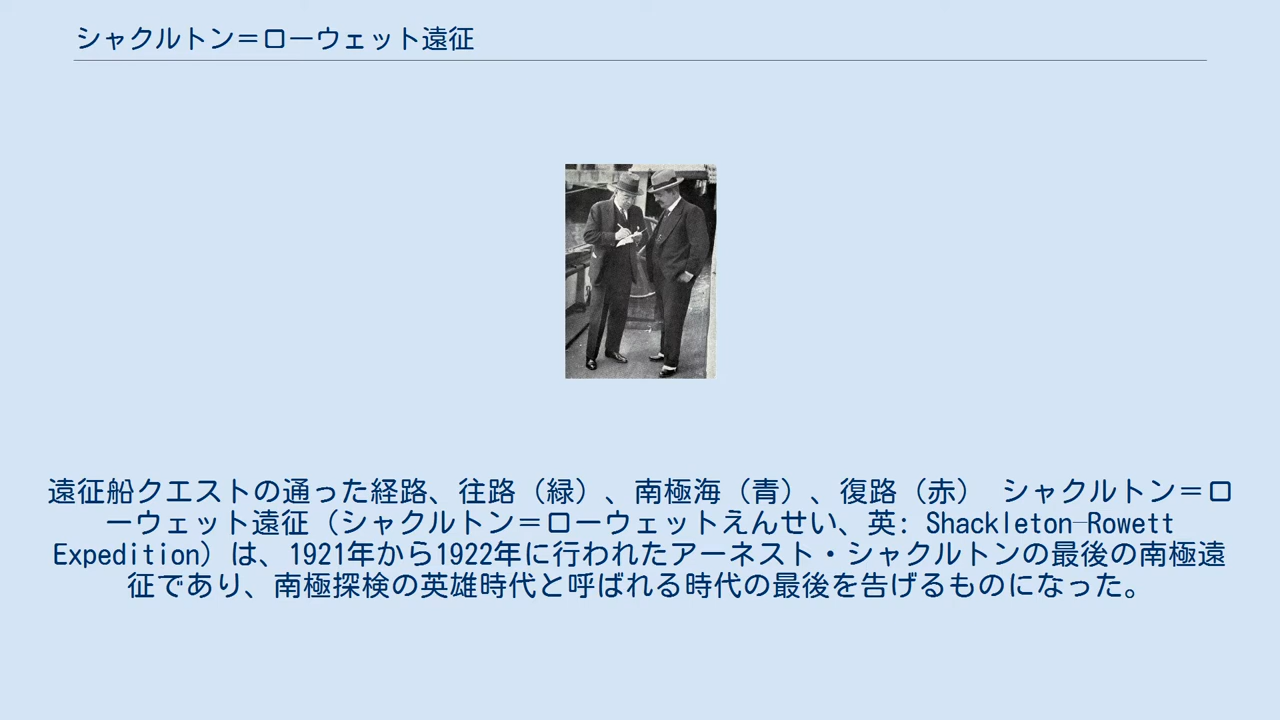 シャクルトン＝ローウェット遠征
遠征船クエストの通った経路、往路（緑）、南極海（青）、復路（赤） シャクルトン＝ロ
ーウェット遠征（シャクルトン＝ローウェットえんせい、英: Shackleton–Rowett
Expedition）は、1921年から1922年に行われたアーネスト・シャクルトンの最後の南極遠
征であり、南極探検の英雄時代と呼ばれる時代の最後を告げるものになった。